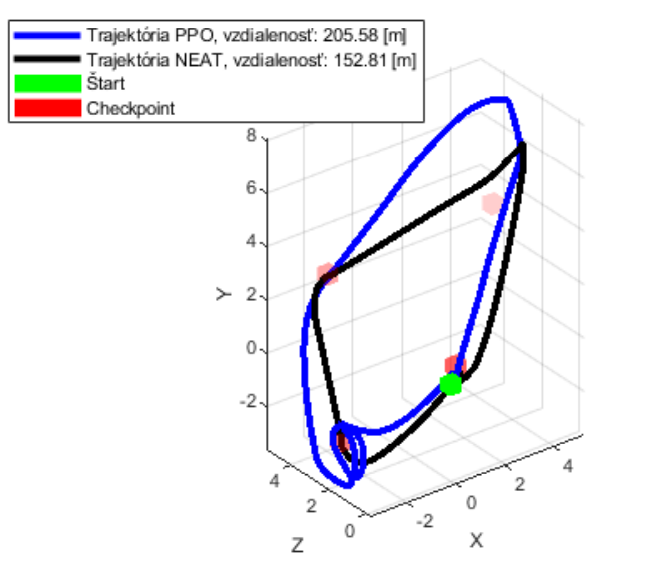 Trajektória PPO, vzdialenosť: 205.58 [m]
Trajektória NEAT, vzdialenosť: 152.81 [m]
Štart
Checkpoint
8
6
4
2
0
-2
Y
4
2
0
Z
-2
0
2
4
X